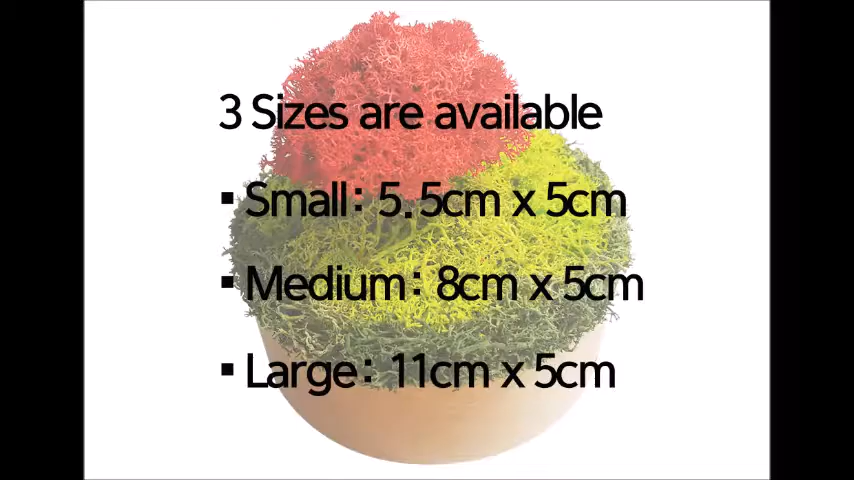 3 Sizes are available
▪ Small: 5.5cm x 5cm
▪ Medium: 8cm x 5cm
▪ Large: 11cm x 5cm